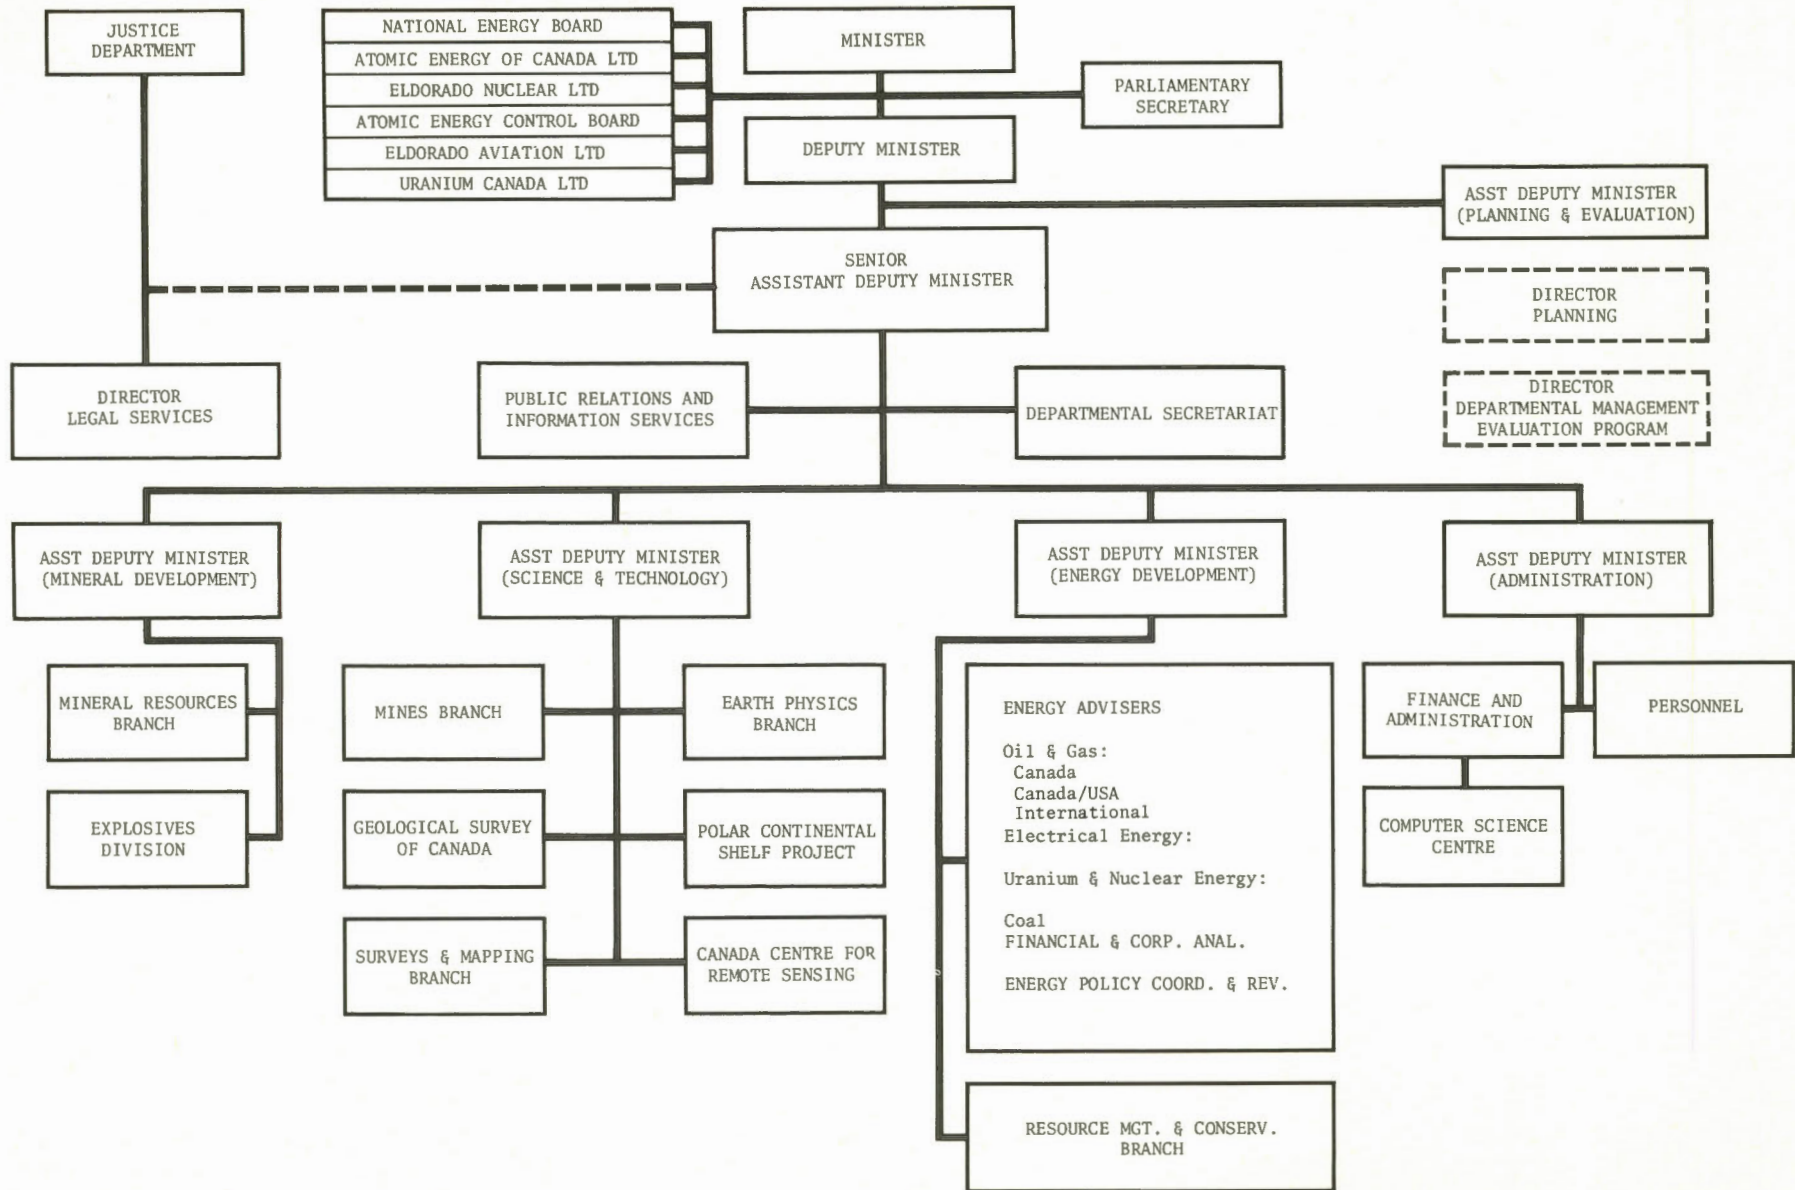 JUSTICE
DEPARTMENT
NATIONAL ENERGY BOARD
ATOMIC ENERGY OF CANADA LTD
ELDORADO NUCLEAR LTD
ATOMIC ENERGY CONTROL BOARD
ELDORADO AVIATION LTD
URANIUM CANADA LTD
MINISTER
PARLIAMENTARY
SECRETARY
DEPUTY MINISTER
ASST DEPUTY MINISTER
(PLANNING & EVALUATION)
SENIOR
ASSISTANT DEPUTY MINISTER
DIRECTOR
PLANNING
DIRECTOR
LEGAL SERVICES
PUBLIC RELATIONS AND
INFORMATION SERVICES
DEPARTMENTAL SECRETARIAT
DIRECTOR
DEPARTMENTAL MANAGEMENT
EVALUATION PROGRAM
ASST DEPUTY MINISTER
(MINERAL DEVELOPMENT)
ASST DEPUTY MINISTER
(SCIENCE & TECHNOLOGY)
ASST DEPUTY MINISTER
(ENERGY DEVELOPMENT)
ASST DEPUTY MINISTER
(ADMINISTRATION)
MINERAL RESOURCES
BRANCH
EXPLOSIVES
DIVISION
MINES BRANCH
EARTH PHYSICS
BRANCH
GEOLOGICAL SURVEY
OF CANADA
POLAR CONTINENTAL
SHELF PROJECT
SURVEYS & MAPPING
BRANCH
CANADA CENTRE FOR
REMOTE SENSING
ENERGY ADVISERS
Oil & Gas:
Canada
Canada/USA
International
Electrical Energy:
Uranium & Nuclear Energy:
Coal
FINANCIAL & CORP. ANAL.
ENERGY POLICY COORD. & REV.
RESOURCE MGT. & CONSERV.
BRANCH
FINANCE AND
ADMINISTRATION
PERSONNEL
COMPUTER SCIENCE
CENTRE